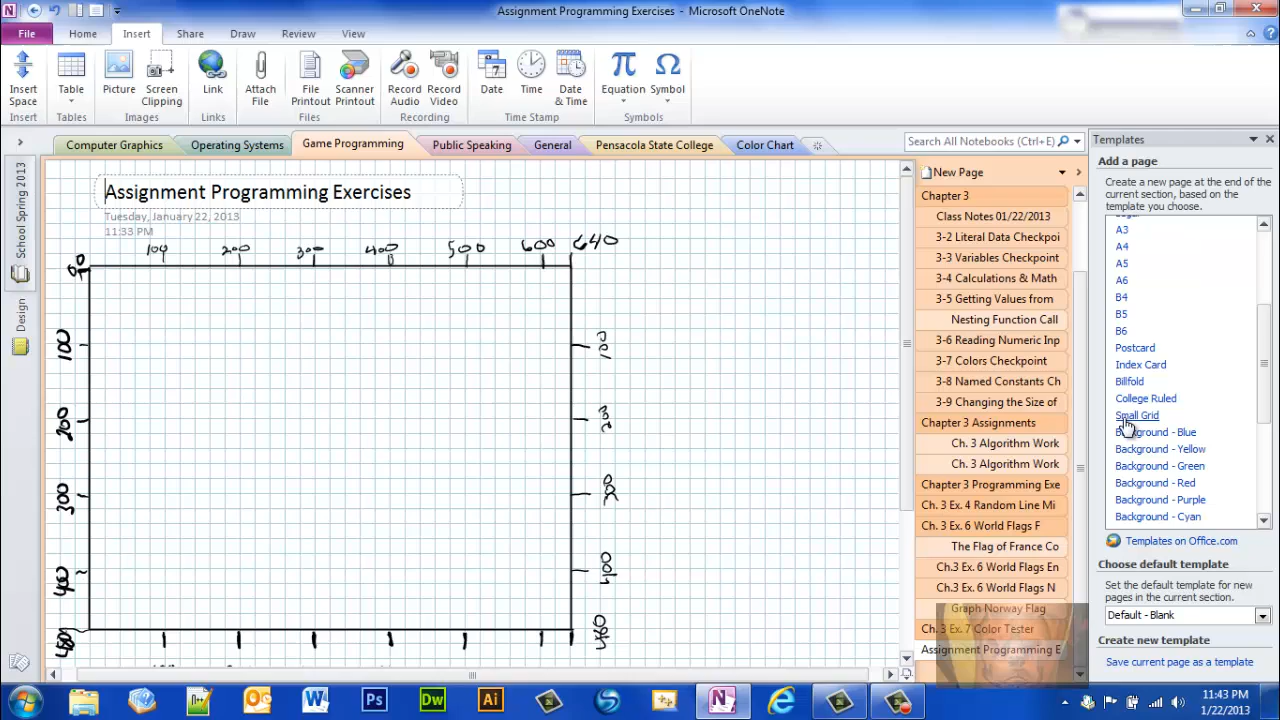 Assignment Programming Exercises - Microsoft OneNote
File Home Insert Share Draw Review View
Insert Space
Table
Picture
Screen Clipping
Link
Attach File
File Printout
Scanner Printout
Record Audio
Record Video
Date
Time
Date & Time
Equation
Symbol
Insert Tables Images Links Files Recording Time Stamp Symbols
Computer Graphics Operating Systems Game Programming Public Speaking General Pensacola State College Color Chart
Search All Notebooks (Ctrl+E)
School Spring 2013
Design
Assignment Programming Exercises
Tuesday, January 22, 2013
11:33 PM
100 200 300 400 500 600 640
100
200
300
400
480
100
200
300
400
480
New Page
Chapter 3
Class Notes 01/22/2013
3-2 Literal Data Checkpoi
3-3 Variables Checkpoint
3-4 Calculations & Math
3-5 Getting Values from
Nesting Function Call
3-6 Reading Numeric Inp
3-7 Colors Checkpoint
3-8 Named Constants Ch
3-9 Changing the Size of
Chapter 3 Assignments
Ch. 3 Algorithm Work
Ch. 3 Algorithm Work
Chapter 3 Programming Exe
Ch. 3 Ex. 4 Random Line Mi
Ch. 3 Ex. 6 World Flags F
The Flag of France Co
Ch.3 Ex. 6 World Flags En
Ch.3 Ex. 6 World Flags N
Graph Norway Flag
Ch.3 Ex. 7 Color Tester
Assignment Programming E
Templates
Add a page
Create a new page at the end of the
current section, based on the
template you choose.
A3
A4
A5
A6
B4
B5
B6
Postcard
Index Card
Billfold
College Ruled
Small Grid
Background - Blue
Background - Yellow
Background - Green
Background - Red
Background - Purple
Background - Cyan
Templates on Office.com
Choose default template
Set the default template for new
pages in the current section.
Default - Blank
Create new template
Save current page as a template
W Ps Dw Ai
11:43 PM
1/22/2013